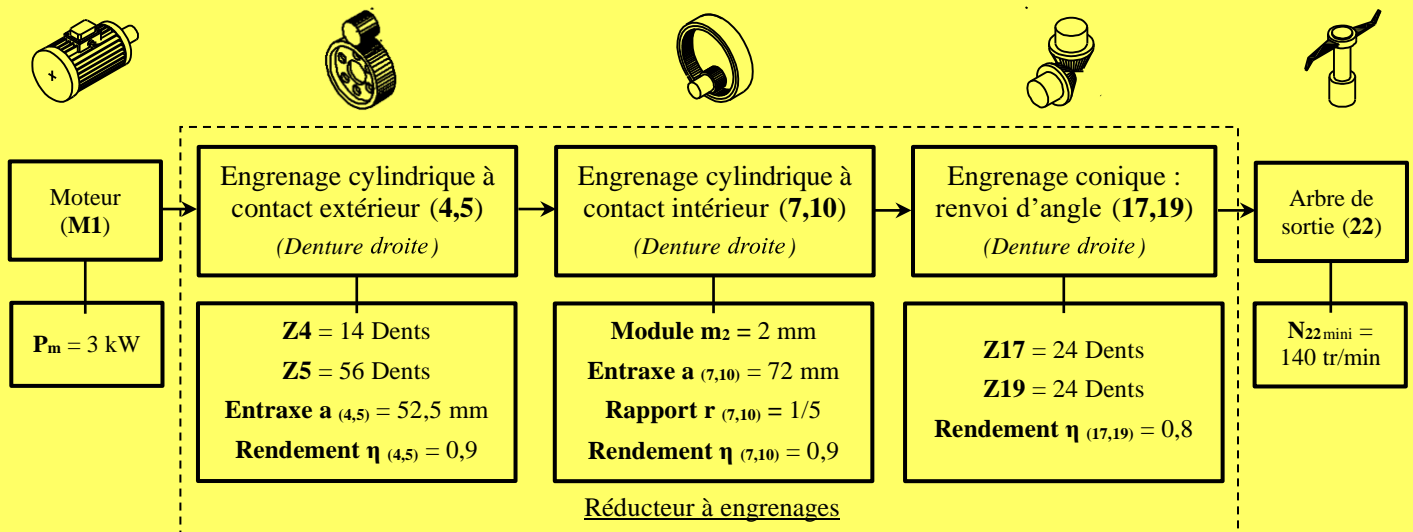 Moteur
(M1)
Engrenage cylindrique à
contact extérieur (4,5)
(Denture droite)
Engrenage cylindrique à
contact intérieur (7,10)
(Denture droite)
Engrenage conique :
renvoi d'angle (17,19)
(Denture droite)
Arbre de
sortie (22)
Pm = 3 kW
Z4 = 14 Dents
Z5 = 56 Dents
Entraxe a (4,5) = 52,5 mm
Rendement η (4,5) = 0,9
Module m2 = 2 mm
Entraxe a (7,10) = 72 mm
Rapport r (7,10) = 1/5
Rendement η (7,10) = 0,9
Z17 = 24 Dents
Z19 = 24 Dents
Rendement η (17,19) = 0,8
N22 mini =
140 tr/min
Réducteur à engrenages